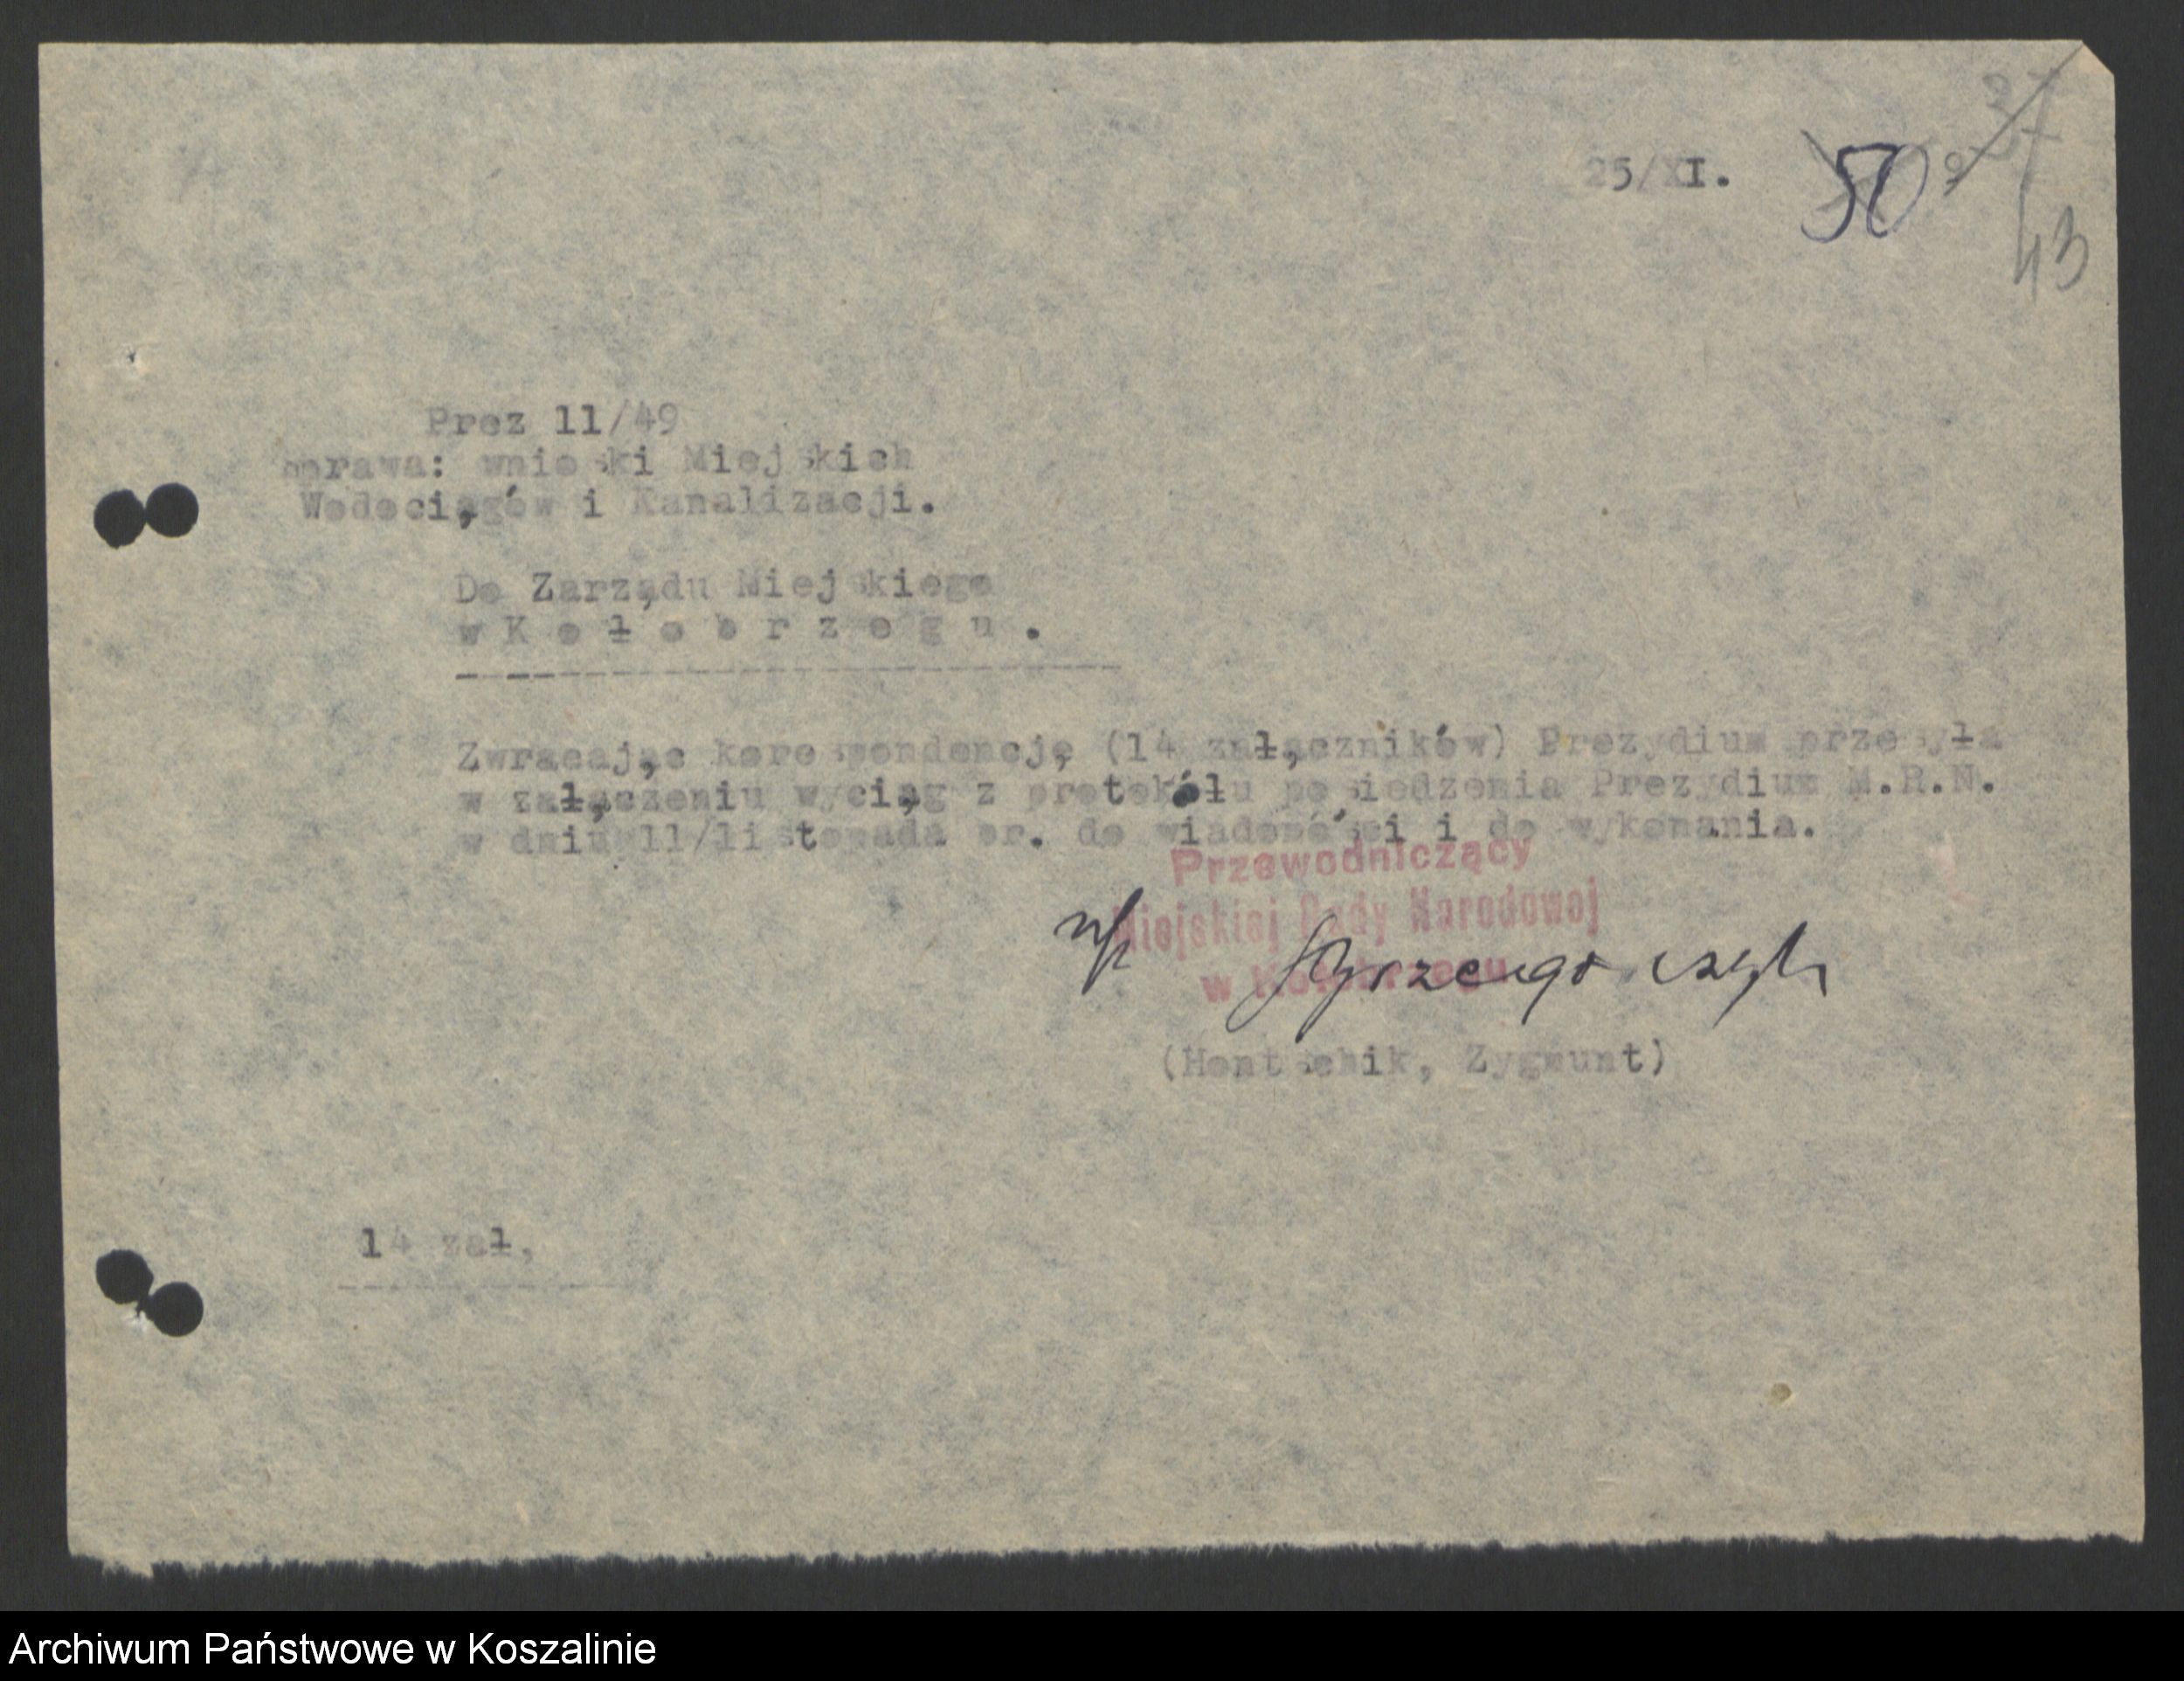 27
25/XI. 50 9
43
Prez 11/49
sprawa: wnioski Miejskich
Wodociągów i Kanalizacji.
Do Zarządu Miejskiego
w K o ł o b r z e g u .
Zwracając korespondencję (14 załączników) Prezydium przesyła
w załączeniu wyciąg z protokółu posiedzenia Prezydium M.R.N.
w dniu 11/listopada br. do wiadomości i do wykonania.
Przewodniczący
Miejskiej Rady Narodowej
w Kołobrzegu
(Hentschik, Zygmunt)
14 zał,
Archiwum Państwowe w Koszalinie